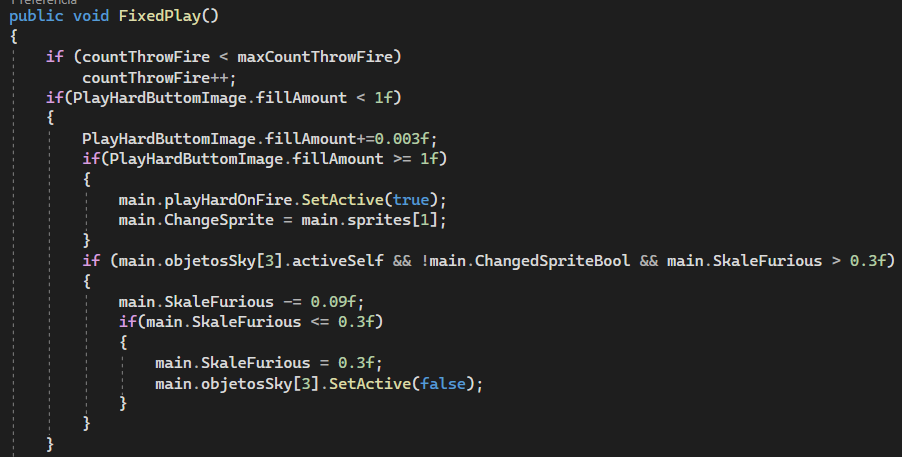 1 referencia
public void FixedPlay()
{
if (countThrowFire < maxCountThrowFire)
countThrowFire++;
if(PlayHardButtomImage.fillAmount < 1f)
{
PlayHardButtomImage.fillAmount+=0.003f;
if(PlayHardButtomImage.fillAmount >= 1f)
{
main.playHardOnFire.SetActive(true);
main.ChangeSprite = main.sprites[1];
}
if (main.objetosSky[3].activeSelf && !main.ChangedSpriteBool && main.SkaleFurious > 0.3f)
{
main.SkaleFurious -= 0.09f;
if(main.SkaleFurious <= 0.3f)
{
main.SkaleFurious = 0.3f;
main.objetosSky[3].SetActive(false);
}
}
}